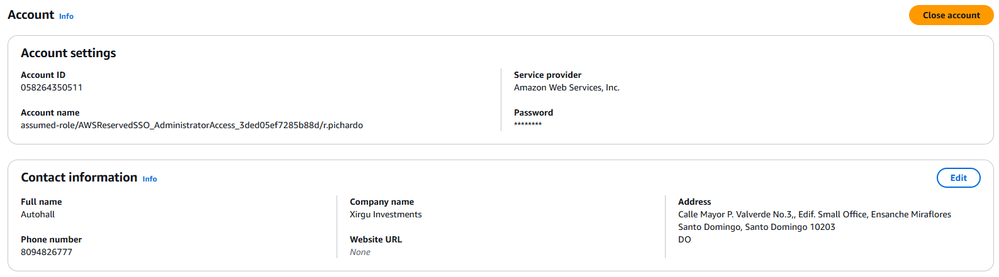 Account Info
Close account
Account settings
Account ID
058264350511
Service provider
Amazon Web Services, Inc.
Account name
assumed-role/AWSReservedSSO_AdministratorAccess_3ded05ef7285b88d/r.pichardo
Password
********
Contact information Info
Edit
Full name
Autohall
Phone number
8094826777
Company name
Xirgu Investments
Website URL
None
Address
Calle Mayor P. Valverde No.3,, Edif. Small Office, Ensanche Miraflores
Santo Domingo, Santo Domingo 10203
DO